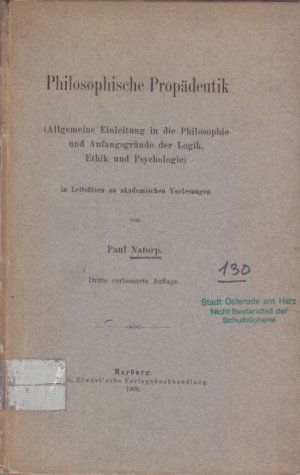 Philosophische Propädeutik
(Allgemeine Einleitung in die Philosophie
und Anfangsgründe der Logik,
Ethik und Psychologie)
in Leitsätzen zu akademischen Vorlesungen
von
Paul Natorp.
130
Dritte verbesserte Auflage.
Stadt Osterode am Harz
Nicht Bestandteil der
Schulbücherei
Marburg.
G. Elwert'sche Verlagsbuchhandlung.